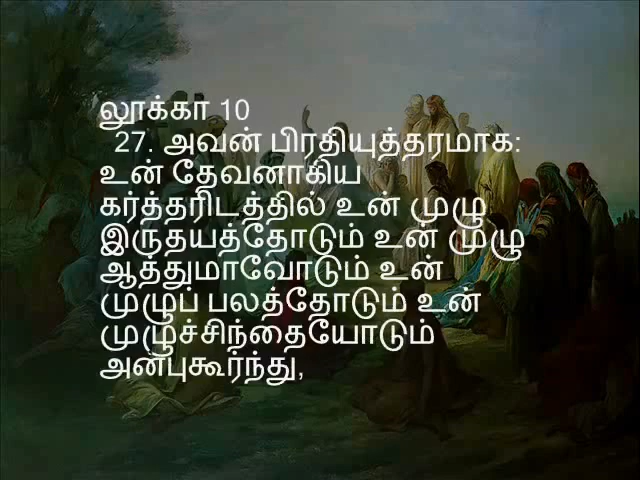 லூக்கா 10
27. அவன் பிரதியுத்தரமாக:
உன் தேவனாகிய
கர்த்தரிடத்தில் உன் முழு
இருதயத்தோடும் உன் முழு
ஆத்துமாவோடும் உன்
முழுப் பலத்தோடும் உன்
முழுச்சிந்தையோடும்
அன்புகூர்ந்து,